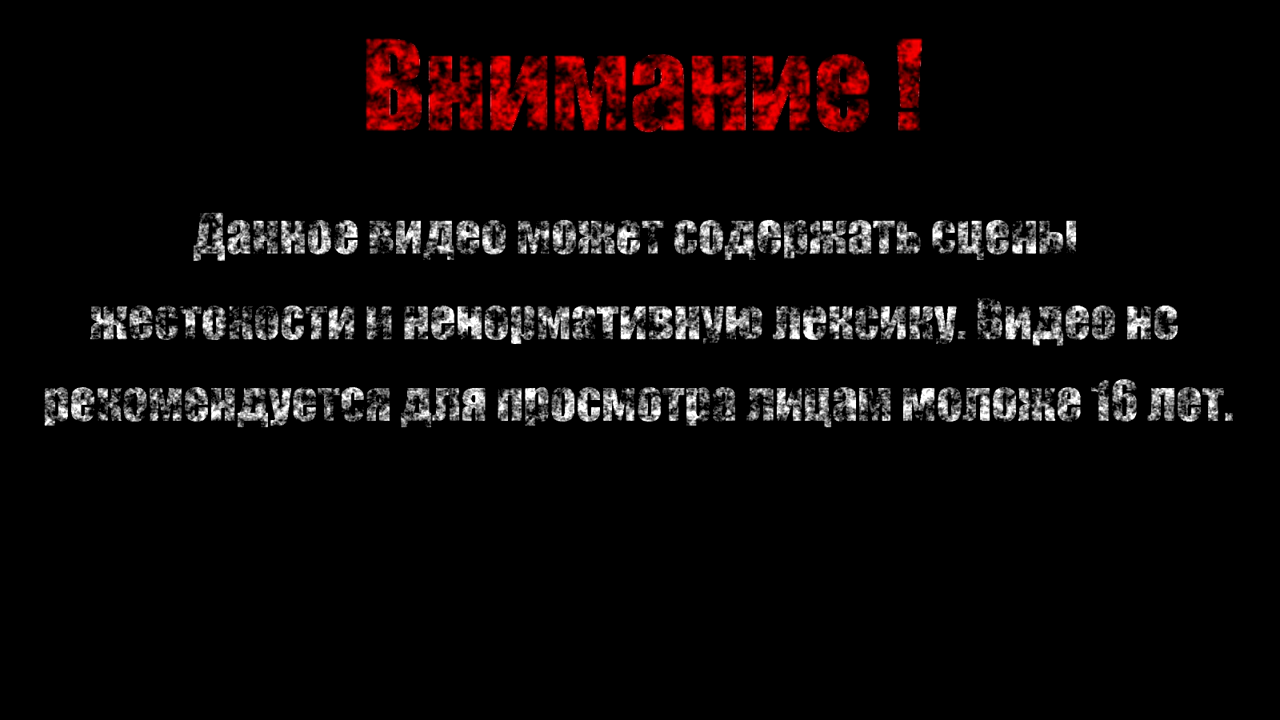 Внимание !
Данное видео может содержать сцены
жестокости и ненормативную лексику. Видео не
рекомендуется для просмотра лицам моложе 16 лет.